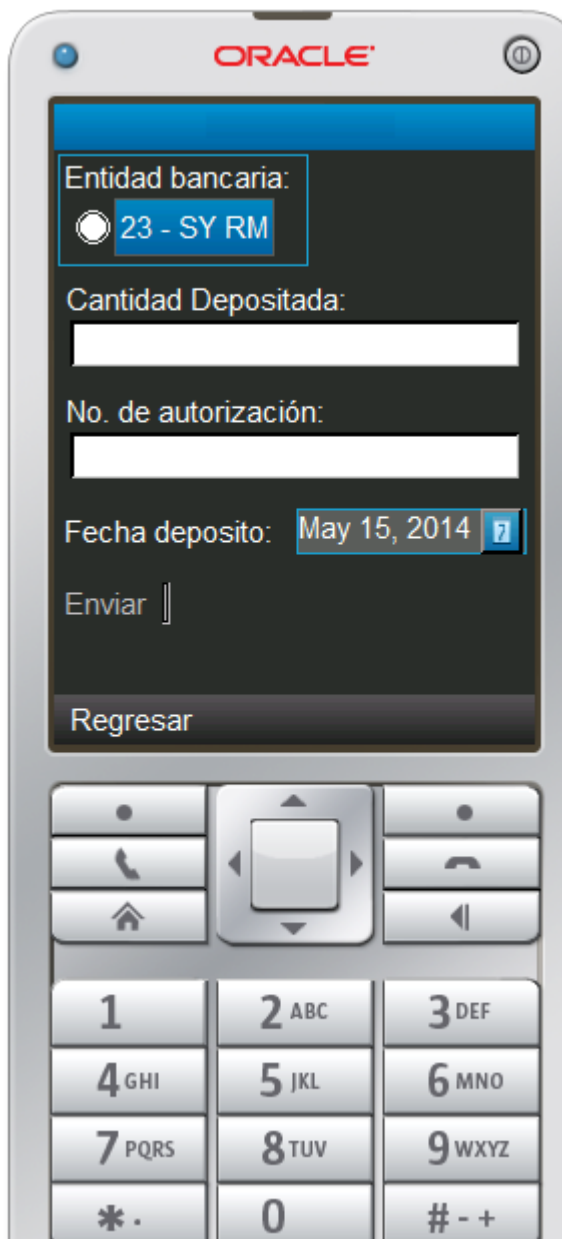 ORACLE
Entidad bancaria:
23 - SY RM
Cantidad Depositada:
No. de autorización:
Fecha deposito: May 15, 2014
Enviar
Regresar
1 2 ABC 3 DEF
4 GHI 5 JKL 6 MNO
7 PQRS 8 TUV 9 WXYZ
* . 0 # - +